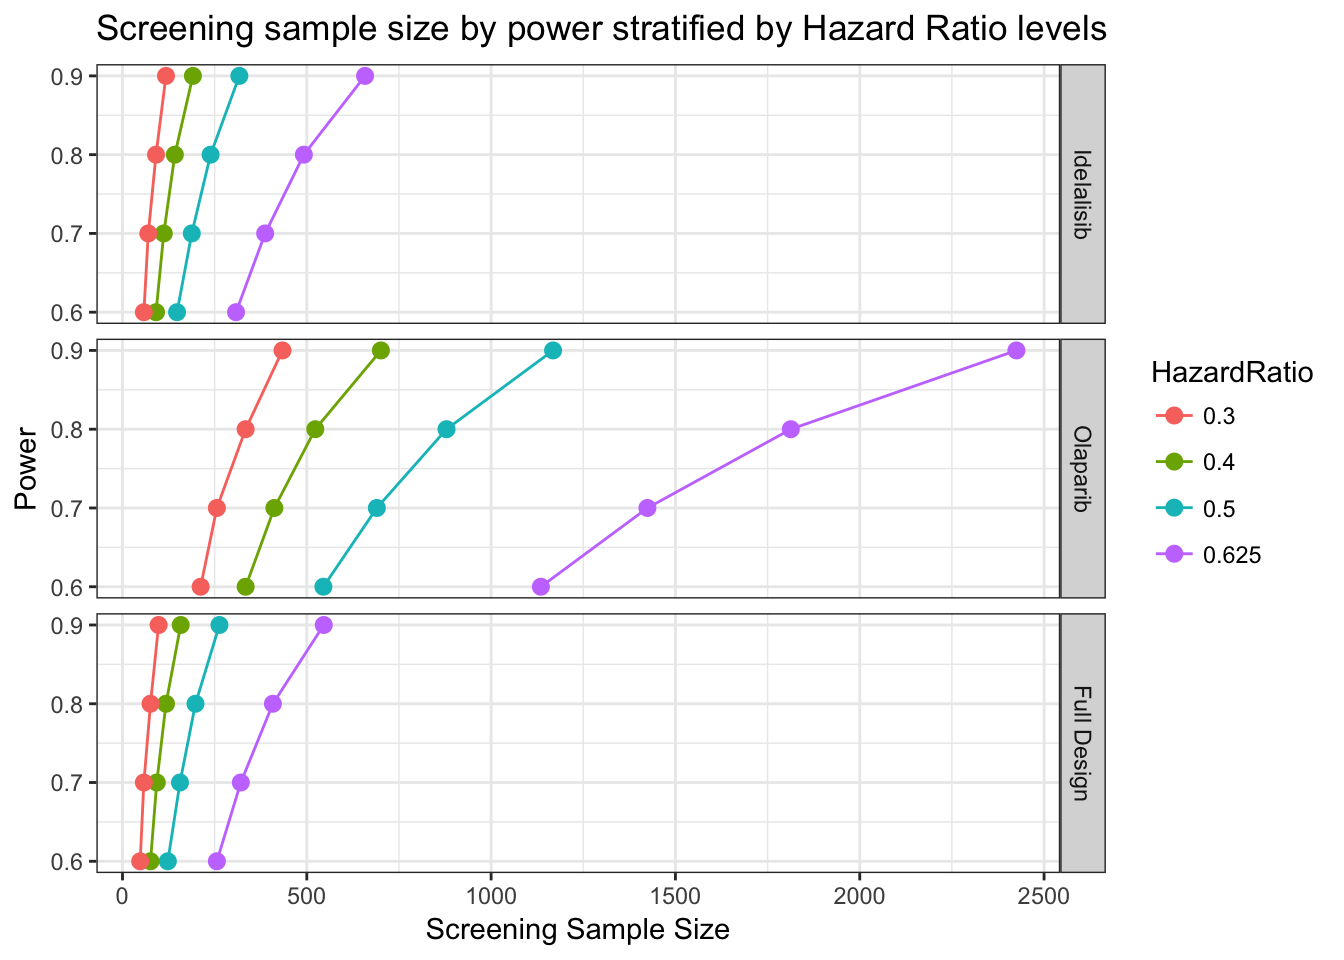 Screening sample size by power stratified by Hazard Ratio levels
0.9
0.8
0.7
0.6
Idelalisib
0.9
0.8
0.7
0.6
Olaparib
0.9
0.8
0.7
0.6
Full Design
Power
0 500 1000 1500 2000 2500
Screening Sample Size
HazardRatio
0.3
0.4
0.5
0.625